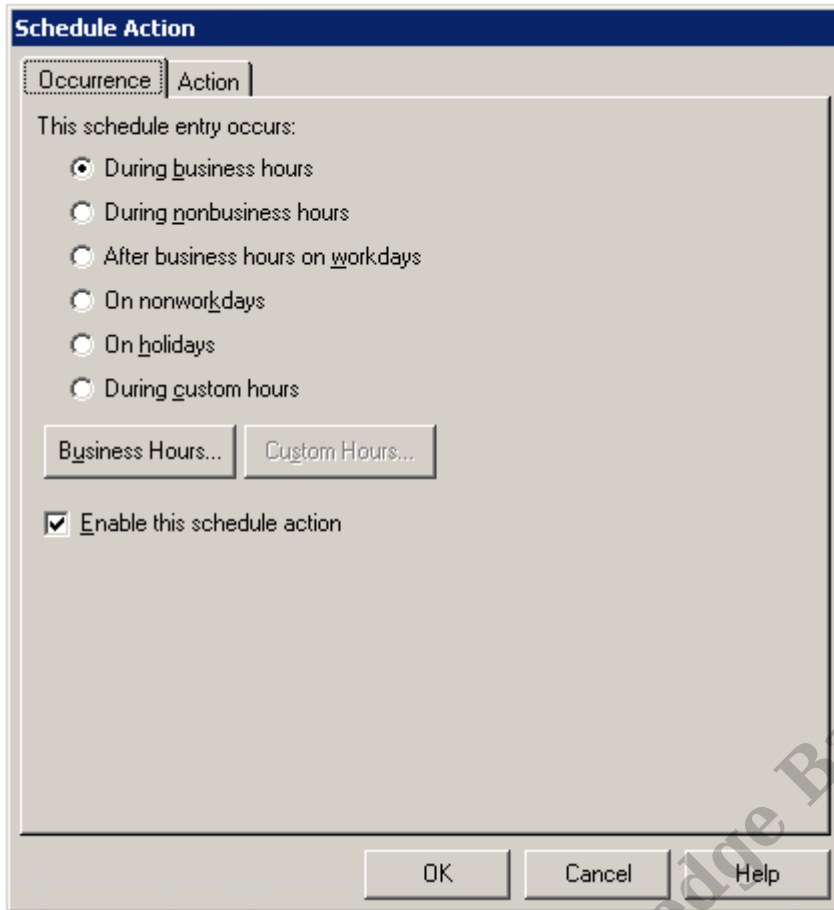 Schedule Action
Occurrence Action
This schedule entry occurs:
During business hours
During nonbusiness hours
After business hours on workdays
On nonworkdays
On holidays
During custom hours
Business Hours... Custom Hours...
Enable this schedule action
OK Cancel Help